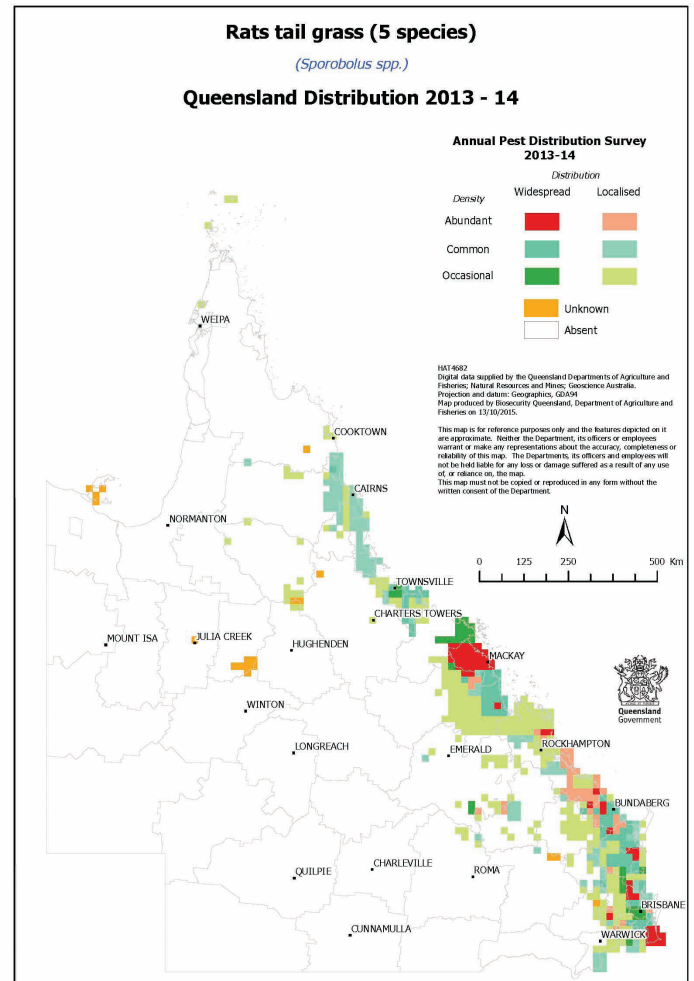 Rats tail grass (5 species)
(Sporobolus spp.)
Queensland Distribution 2013 - 14
Annual Pest Distribution Survey
2013-14
Distribution
Density
Widespread
Localised
Abundant
Common
Occasional
Unknown
Absent
HAT4682
Digital data supplied by the Queensland Departments of Agriculture and
Fisheries; Natural Resources and Mines; Geoscience Australia.
Projection and datum: Geographics, GDA94
Map produced by Biosecurity Queensland, Department of Agriculture and
Fisheries on 13/10/2015.
This map is for reference purposes only and the features depicted on it
are approximate. Neither the Department, its officers or employees
warrant or make any representations about the accuracy, completeness or
reliability of this map. The Departments, its officers and employees will
not be held liable for any loss or damage suffered as a result of any use
of, or reliance on, the map.
This map must not be copied or reproduced in any form without the
written consent of the Department.
N
0 125 250 500 Km
WEIPA
COOKTOWN
CAIRNS
NORMANTON
TOWNSVILLE
CHARTERS TOWERS
MOUNT ISA
JULIA CREEK
HUGHENDEN
MACKAY
Queensland
Government
WINTON
LONGREACH
EMERALD
ROCKHAMPTON
BUNDABERG
QUILPIE
CHARLEVILLE
ROMA
BRISBANE
CUNNAMULLA
WARWICK